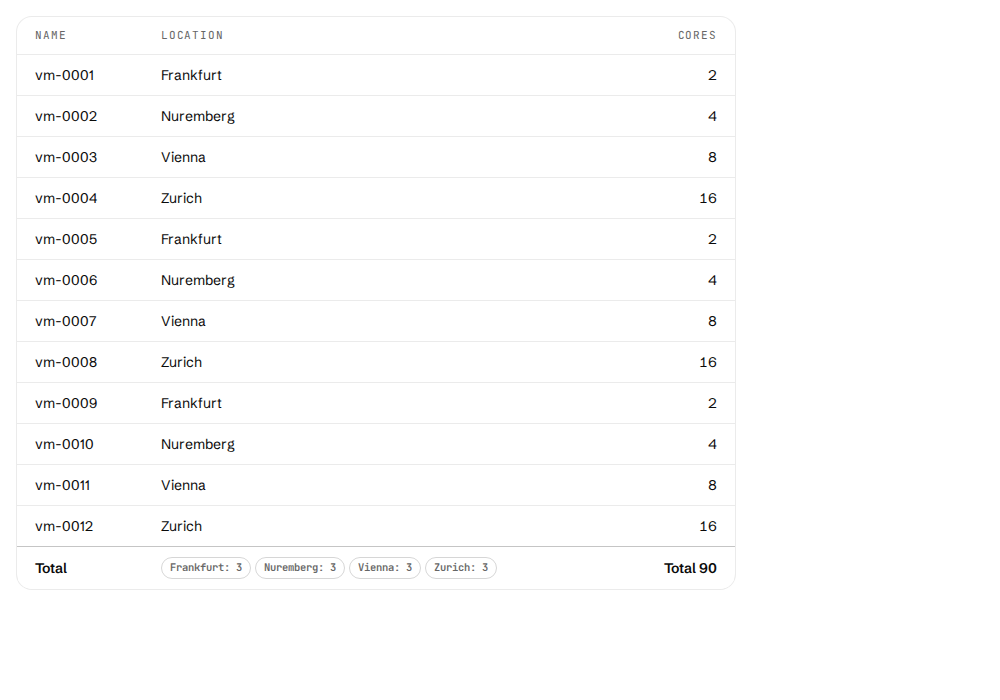 NAME LOCATION CORES
vm-0001 Frankfurt 2
vm-0002 Nuremberg 4
vm-0003 Vienna 8
vm-0004 Zurich 16
vm-0005 Frankfurt 2
vm-0006 Nuremberg 4
vm-0007 Vienna 8
vm-0008 Zurich 16
vm-0009 Frankfurt 2
vm-0010 Nuremberg 4
vm-0011 Vienna 8
vm-0012 Zurich 16
Total Frankfurt: 3 Nuremberg: 3 Vienna: 3 Zurich: 3 Total 90